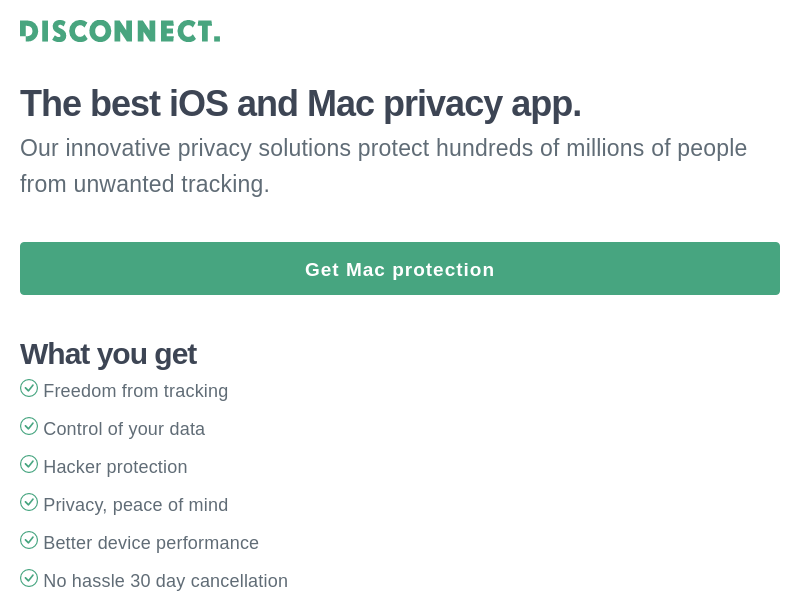 DISCONNECT.
The best iOS and Mac privacy app.
Our innovative privacy solutions protect hundreds of millions of people
from unwanted tracking.
Get Mac protection
What you get
Freedom from tracking
Control of your data
Hacker protection
Privacy, peace of mind
Better device performance
No hassle 30 day cancellation